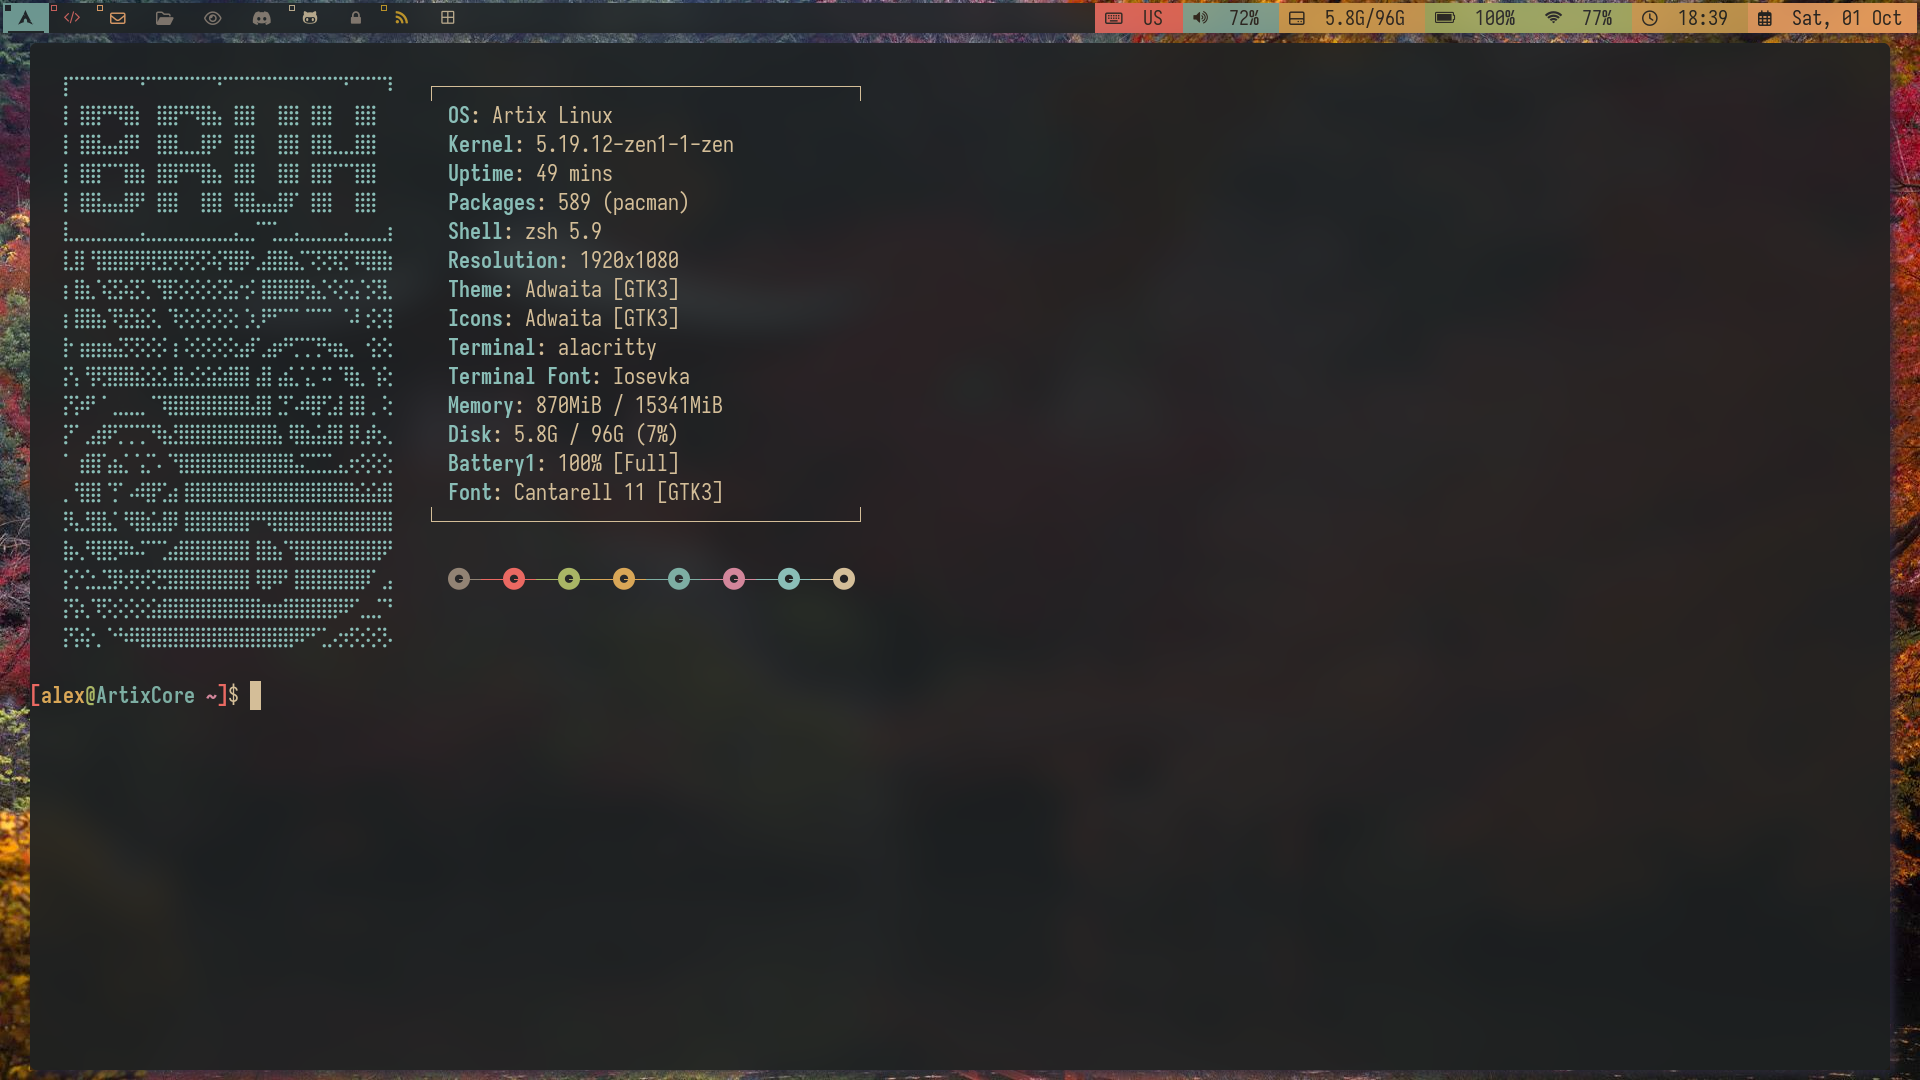 US 72% 5.8G/96G 100% 77% 18:39 Sat, 01 Oct
BRUH
OS: Artix Linux
Kernel: 5.19.12-zen1-1-zen
Uptime: 49 mins
Packages: 589 (pacman)
Shell: zsh 5.9
Resolution: 1920x1080
Theme: Adwaita [GTK3]
Icons: Adwaita [GTK3]
Terminal: alacritty
Terminal Font: Iosevka
Memory: 870MiB / 15341MiB
Disk: 5.8G / 96G (7%)
Battery1: 100% [Full]
Font: Cantarell 11 [GTK3]
[alex@ArtixCore ~]$